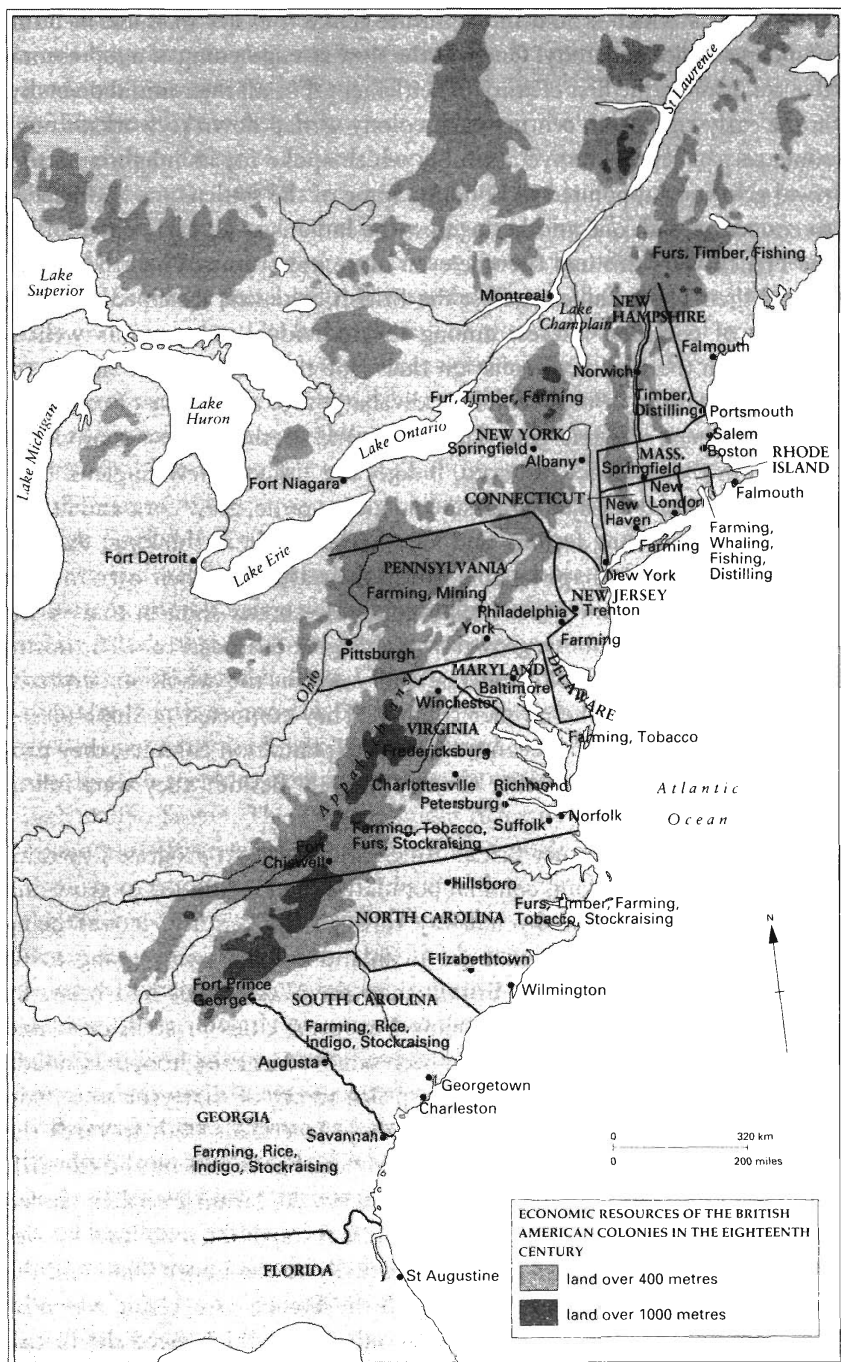 St Lawrence
Furs, Timber, Fishing
Lake
Superior
Montreal
Lake
Champlain
NEW
HAMPSHIRE
Falmouth
Lake
Huron
Lake Michigan
Norwich
Fur, Timber, Farming
Timber,
Distilling
Portsmouth
Lake Ontario
NEW YORK
Springfield
Albany
Salem
Boston
MASS.
Springfield
RHODE
ISLAND
Fort Niagara
CONNECTICUT
New
London
Falmouth
New
Haven
Farming,
Whaling,
Fishing,
Distilling
Fort Detroit
Lake Erie
Farming
New York
PENNSYLVANIA
Farming, Mining
NEW JERSEY
Philadelphia
Trenton
York
Farming
Pittsburgh
Ohio
MARYLAND
Baltimore
DELAWARE
Winchester
VIRGINIA
Appalachians
Fredericksburg
Farming, Tobacco
Charlottesville
Richmond
Petersburg
Atlantic
Ocean
Norfolk
Suffolk
Farming, Tobacco,
Furs, Stockraising
Fort
Chiswell
Hillsboro
Furs, Timber, Farming,
Tobacco, Stockraising
NORTH CAROLINA
N
Elizabethtown
Wilmington
Fort Prince
George
SOUTH CAROLINA
Farming, Rice,
Indigo, Stockraising
Augusta
Georgetown
Charleston
GEORGIA
Savannah
Farming, Rice,
Indigo, Stockraising
0 320 km
0 200 miles
FLORIDA
St Augustine
ECONOMIC RESOURCES OF THE BRITISH
AMERICAN COLONIES IN THE EIGHTEENTH
CENTURY
land over 400 metres
land over 1000 metres